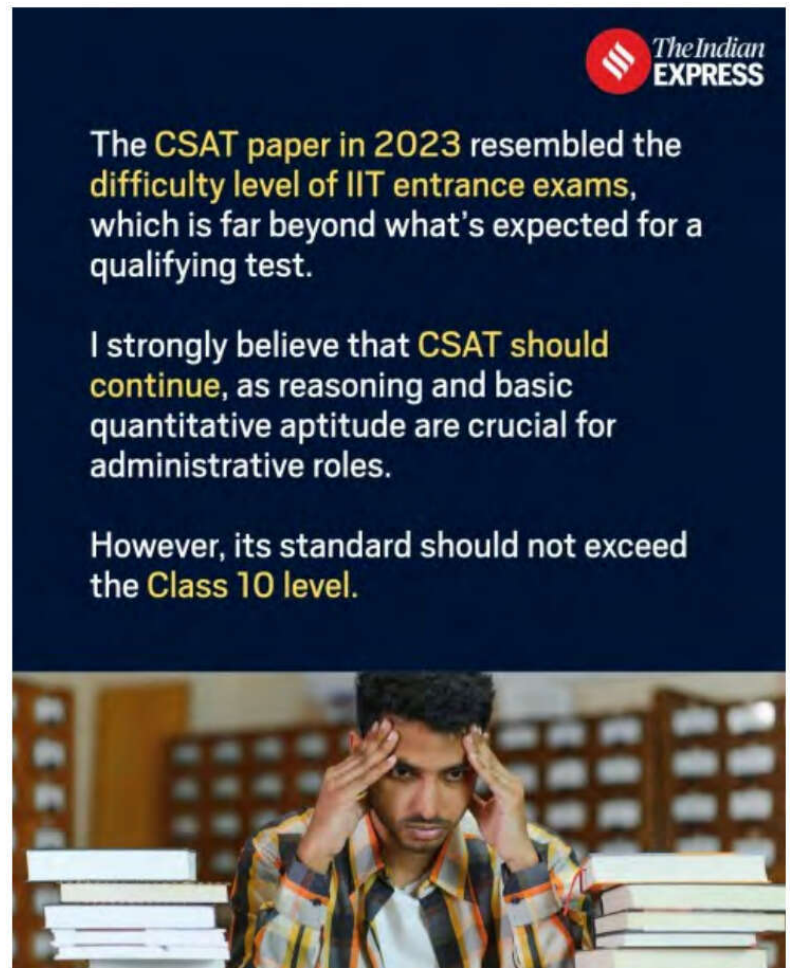 The Indian
EXPRESS
The CSAT paper in 2023 resembled the
difficulty level of IIT entrance exams,
which is far beyond what's expected for a
qualifying test.
I strongly believe that CSAT should
continue, as reasoning and basic
quantitative aptitude are crucial for
administrative roles.
However, its standard should not exceed
the Class 10 level.